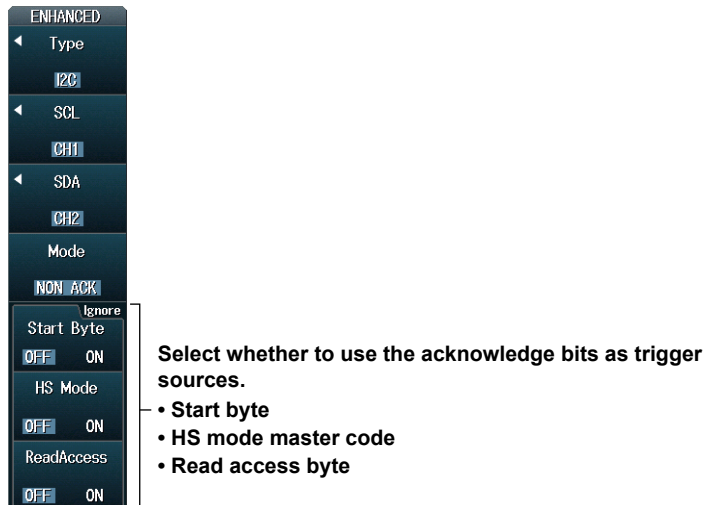 ENHANCED
Type
I2C
SCL
CH1
SDA
CH2
Mode
NON ACK
Ignore
Start Byte
OFF ON
HS Mode
OFF ON
ReadAccess
OFF ON
Select whether to use the acknowledge bits as trigger
sources.
• Start byte
• HS mode master code
• Read access byte